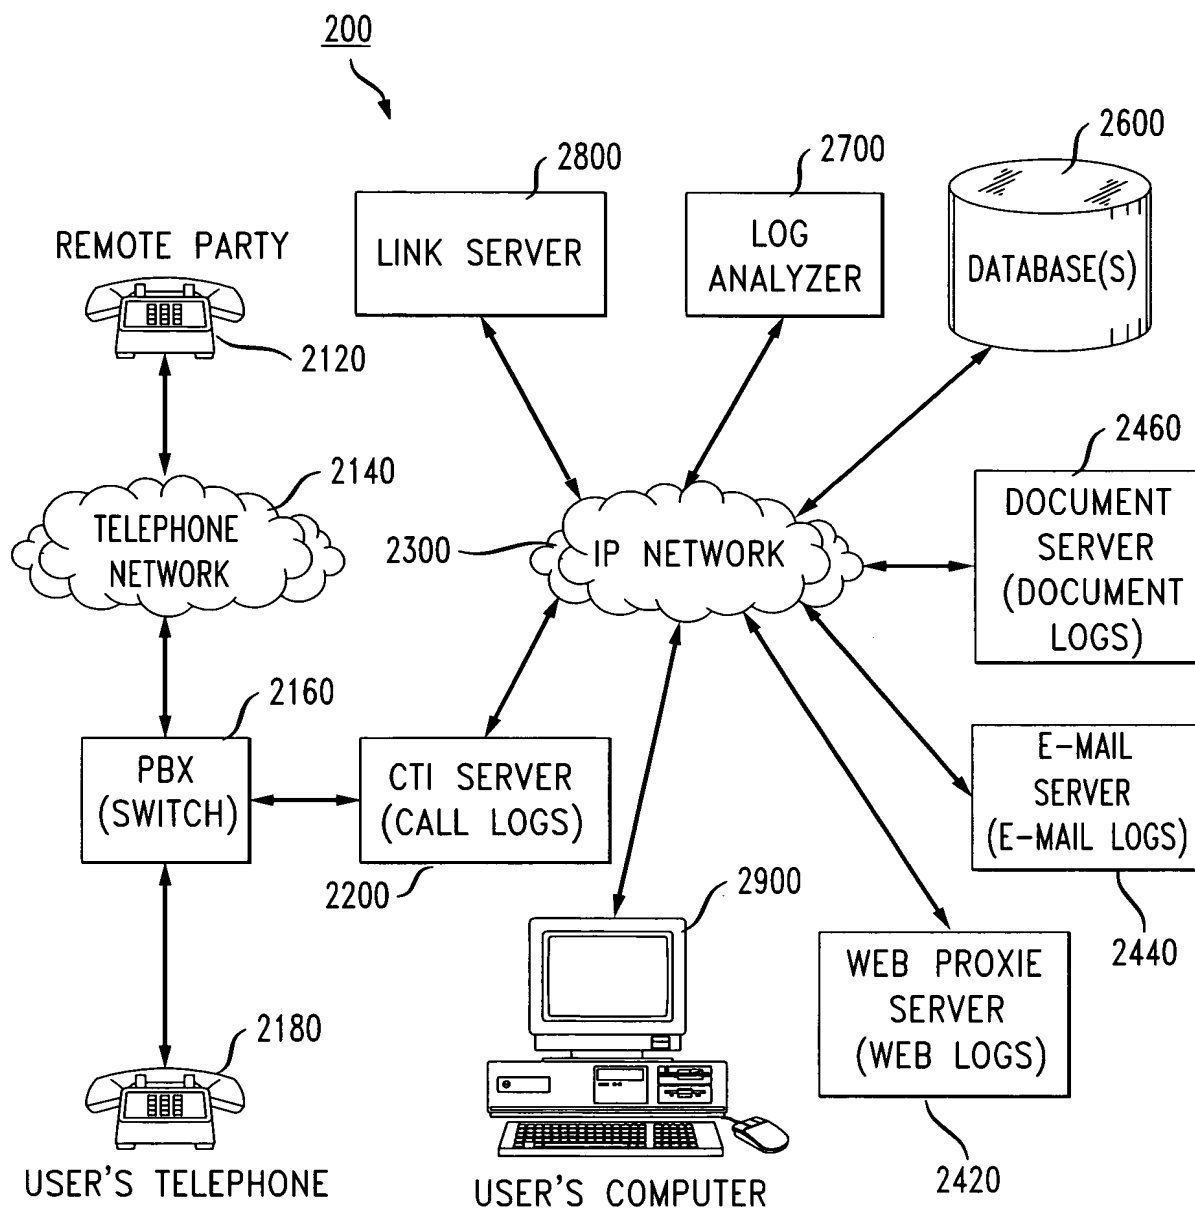 200
2800
2700
2600
REMOTE PARTY
LINK SERVER
LOG
ANALYZER
DATABASE(S)
2120
2140
2460
TELEPHONE
NETWORK
2300
IP NETWORK
DOCUMENT
SERVER
(DOCUMENT
LOGS)
2160
PBX
(SWITCH)
CTI SERVER
(CALL LOGS)
E-MAIL
SERVER
(E-MAIL LOGS)
2200
2900
2440
WEB PROXIE
SERVER
(WEB LOGS)
2180
USER'S TELEPHONE
USER'S COMPUTER
2420